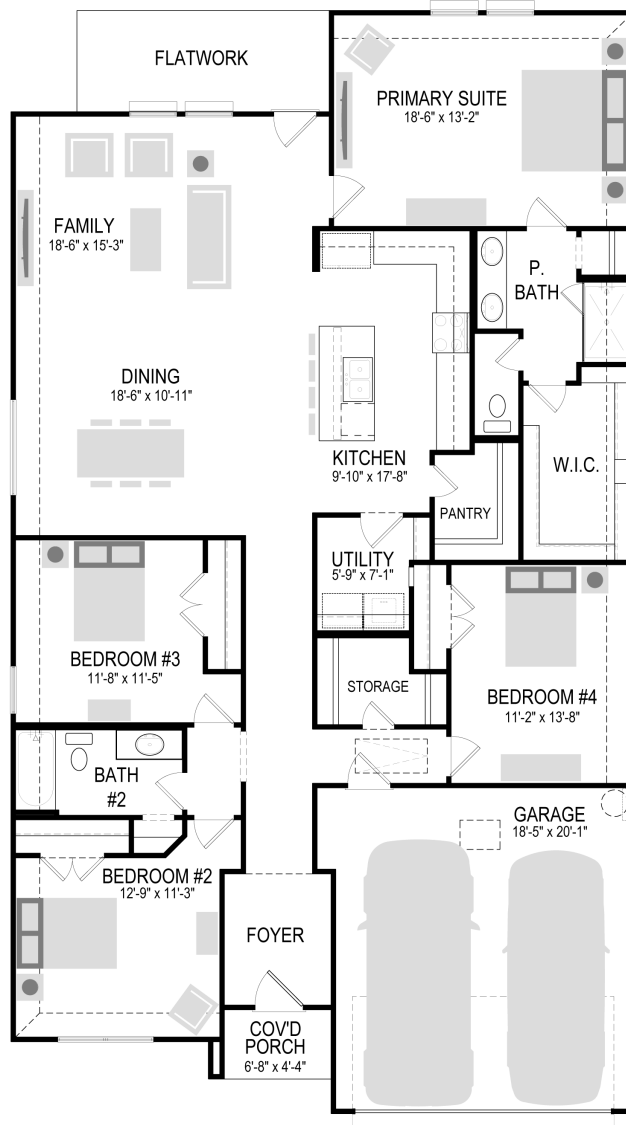 FLATWORK
PRIMARY SUITE
18'-6" x 13'-2"
FAMILY
18'-6" x 15'-3"
P.
BATH
DINING
18'-6" x 10'-11"
KITCHEN
9'-10" x 17'-8"
W.I.C.
PANTRY
UTILITY
5'-9" x 7'-1"
BEDROOM #3
11'-8" x 11'-5"
STORAGE
BEDROOM #4
11'-2" x 13'-8"
BATH
#2
GARAGE
18'-5" x 20'-1"
BEDROOM #2
12'-9" x 11'-3"
FOYER
COV'D
PORCH
6'-8" x 4'-4"